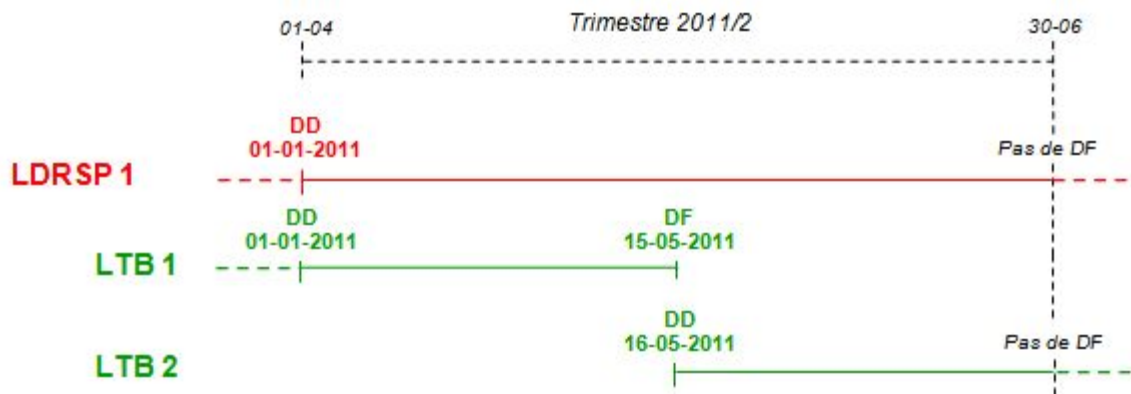 01-04
Trimestre 2011/2
30-06
DD
01-01-2011
Pas de DF
LDRSP 1
DD
01-01-2011
DF
15-05-2011
LTB 1
DD
16-05-2011
Pas de DF
LTB 2